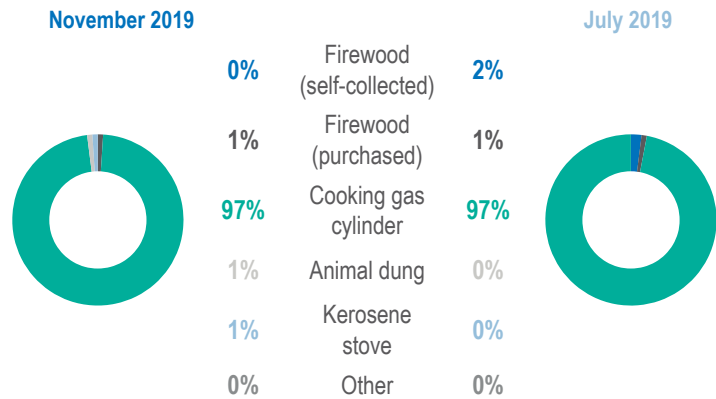 November 2019
July 2019
0%
Firewood
(self-collected)
2%
1%
Firewood
(purchased)
1%
97%
Cooking gas
cylinder
97%
1%
Animal dung
0%
1%
Kerosene
stove
0%
0%
Other
0%